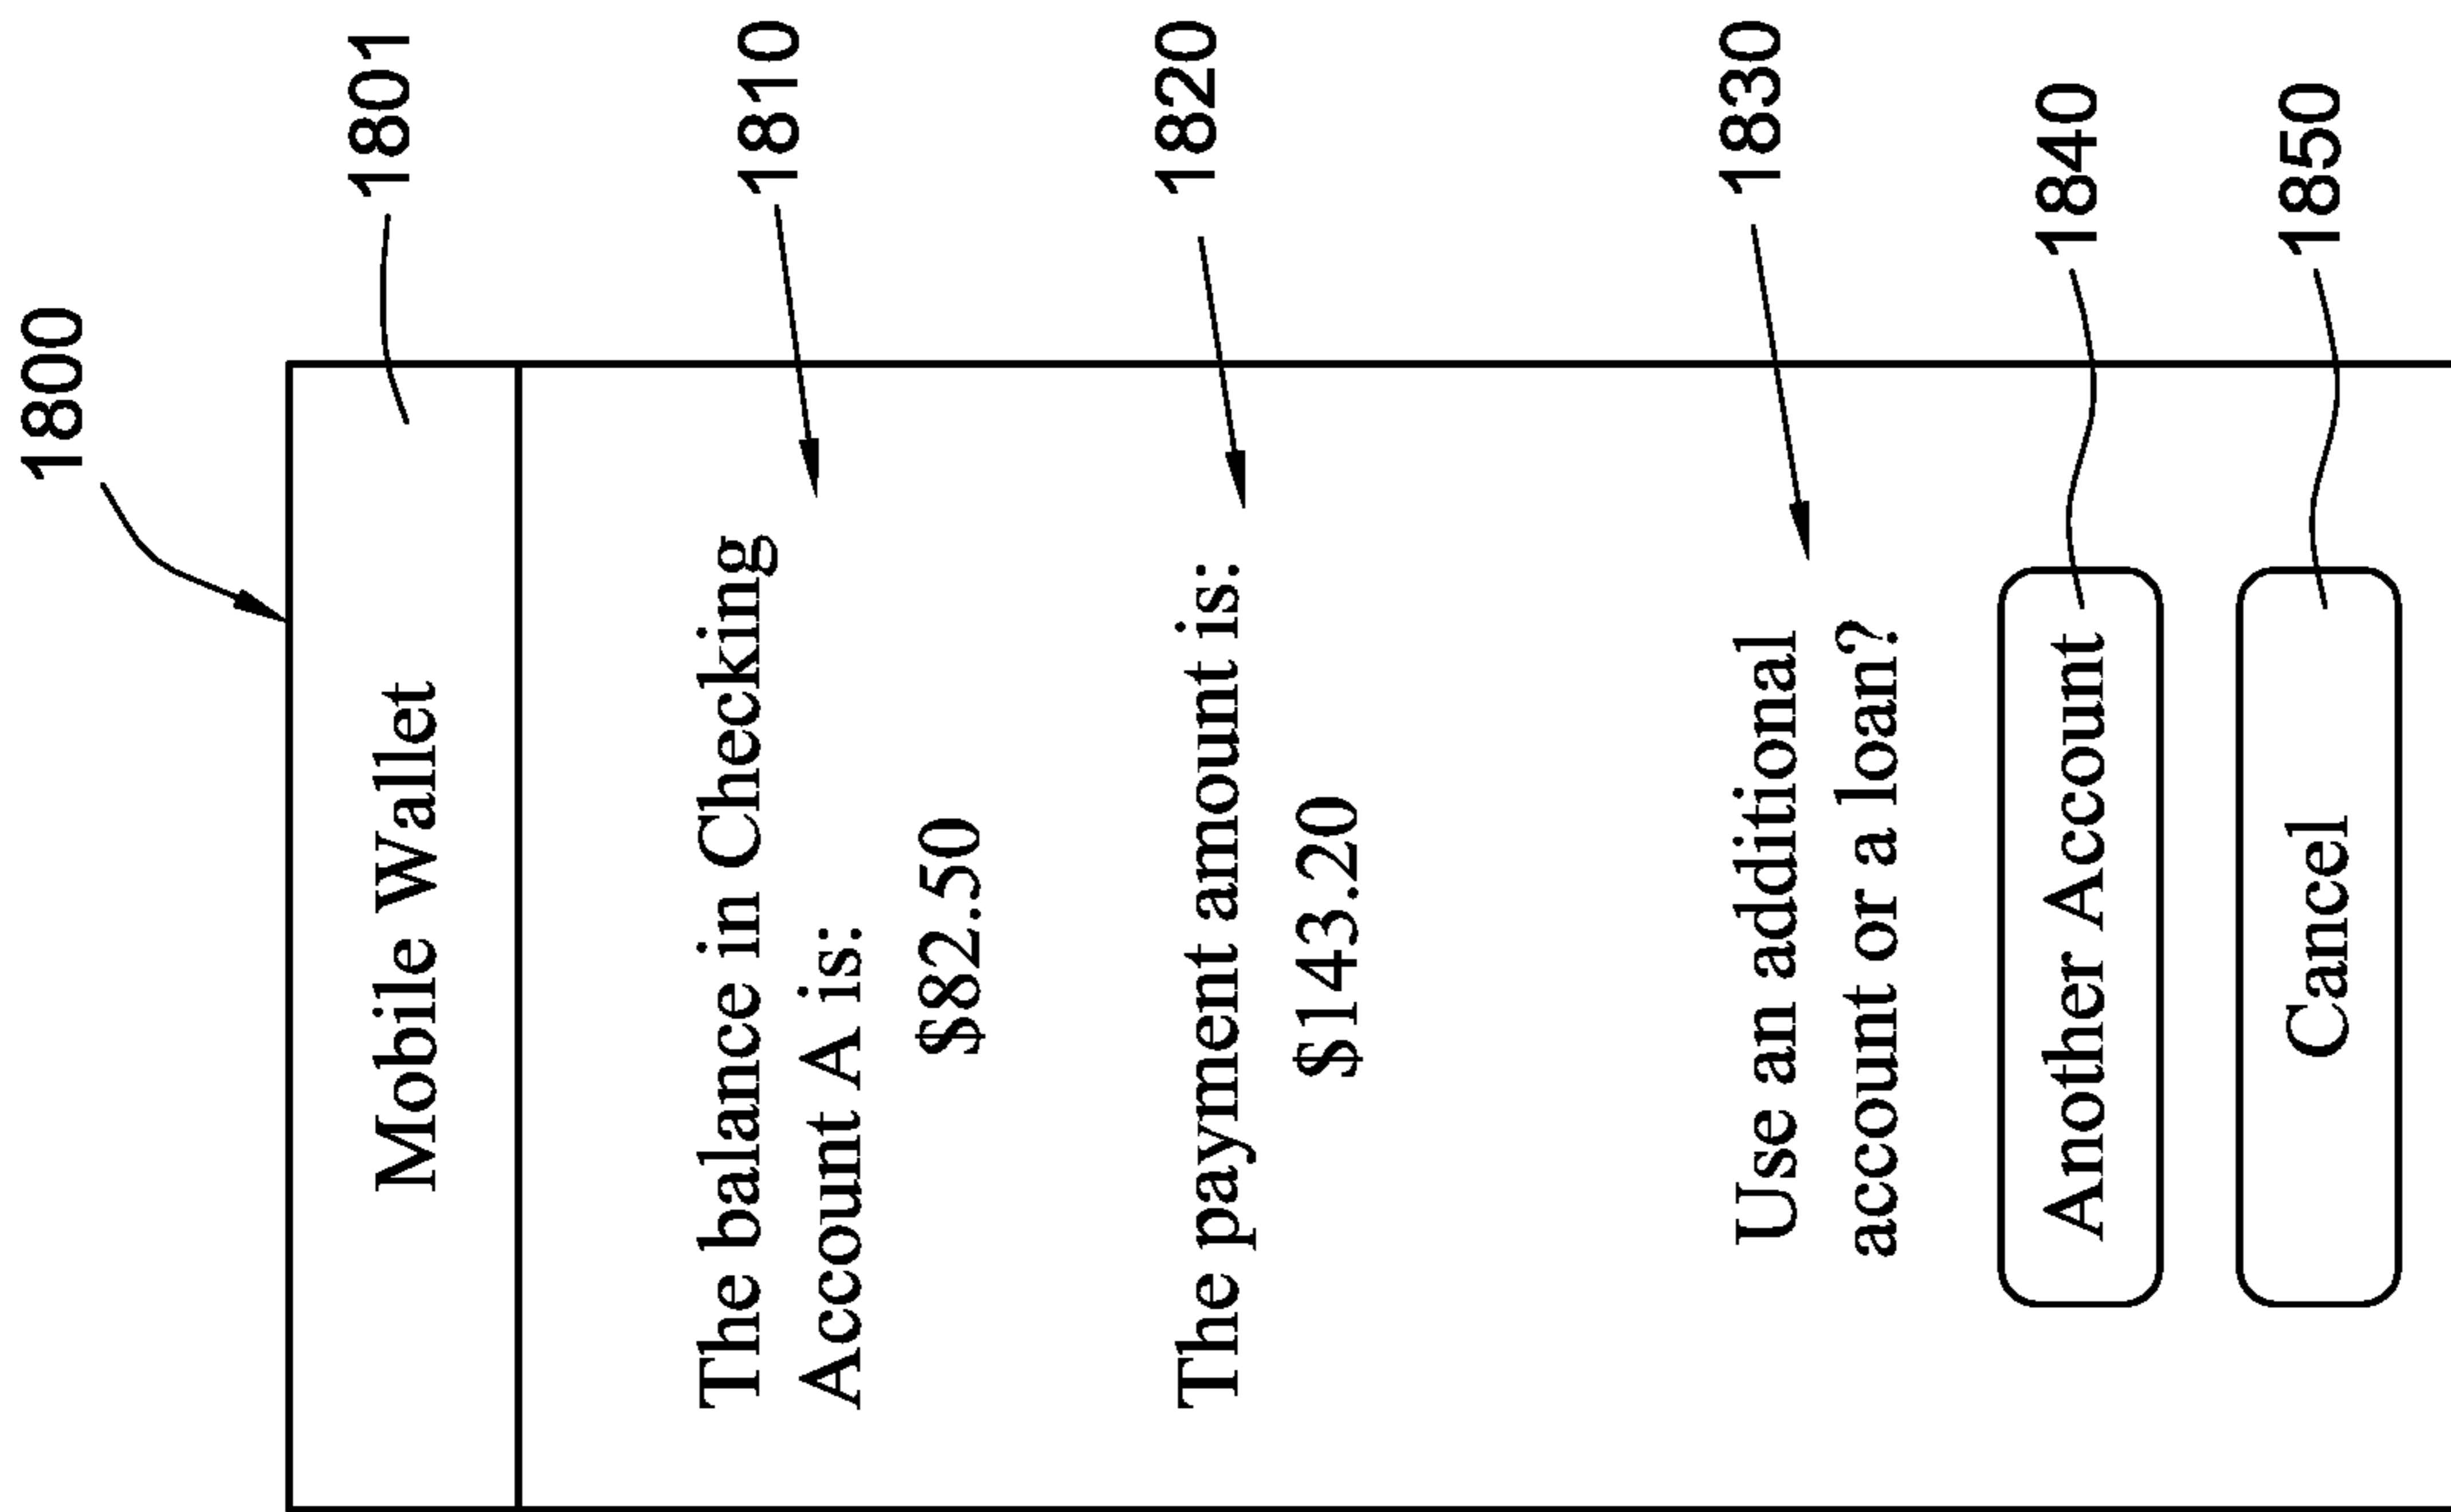 1800
Mobile Wallet
1801
The balance in Checking
Account A is:
1810
$82.50
The payment amount is:
1820
$143.20
Use an additional
account or a loan?
1830
Another Account
1840
Cancel
1850